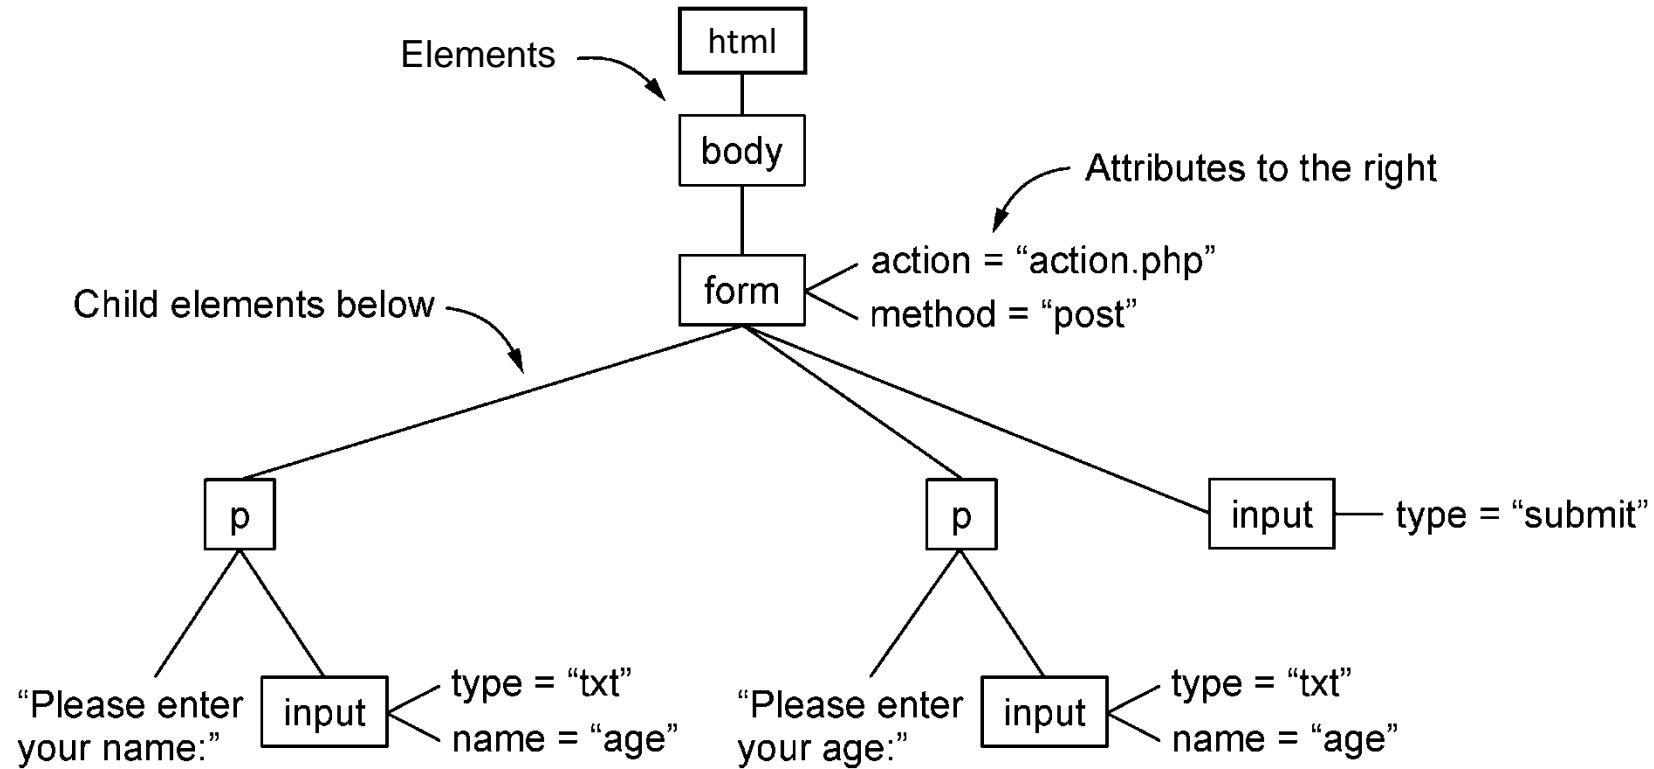 html
Elements
body
Attributes to the right
action = “action.php”
form
method = “post”
Child elements below
p
p
input
type = “submit”
“Please enter
your name:”
input
type = “txt”
name = “age”
“Please enter
your age:”
input
type = “txt”
name = “age”